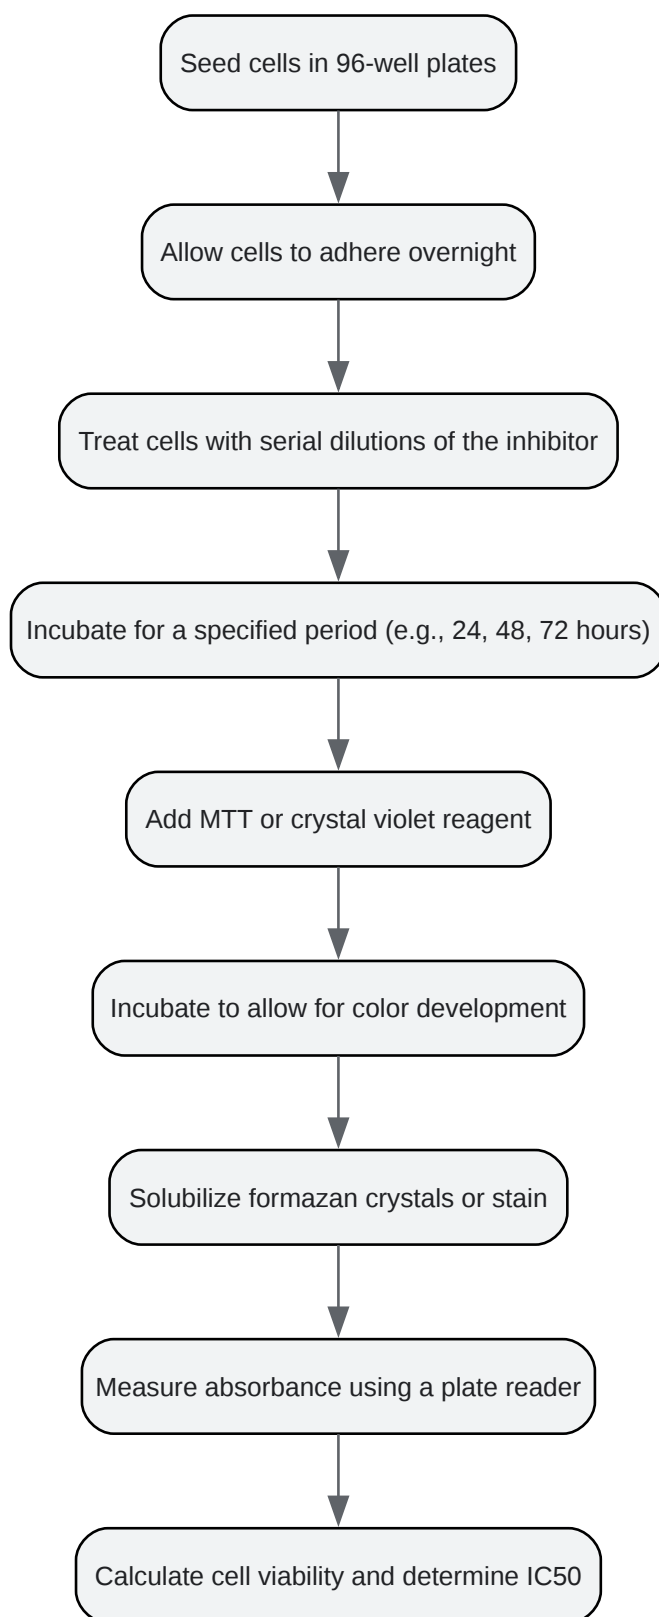 Seed cells in 96-well plates
Allow cells to adhere overnight
Treat cells with serial dilutions of the inhibitor
Incubate for a specified period (e.g., 24, 48, 72 hours)
Add MTT or crystal violet reagent
Incubate to allow for color development
Solubilize formazan crystals or stain
Measure absorbance using a plate reader
Calculate cell viability and determine IC50